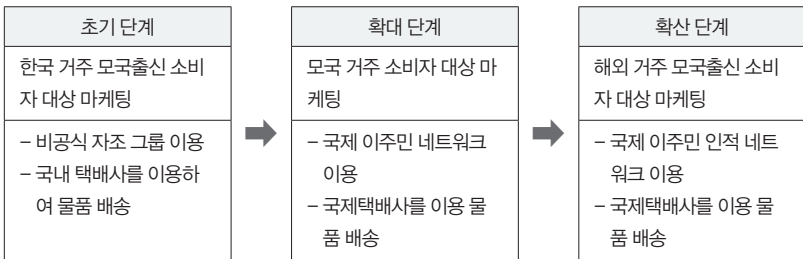 초기 단계
한국 거주 모국출신 소비
자 대상 마케팅
– 비공식 자조 그룹 이용
– 국내 택배사를 이용하
여 물품 배송
확대 단계
모국 거주 소비자 대상 마
케팅
– 국제 이주민 네트워크
이용
– 국제택배사를 이용 물
품 배송
확산 단계
해외 거주 모국출신 소비
자 대상 마케팅
– 국제 이주민 인적 네트
워크 이용
– 국제택배사를 이용 물
품 배송